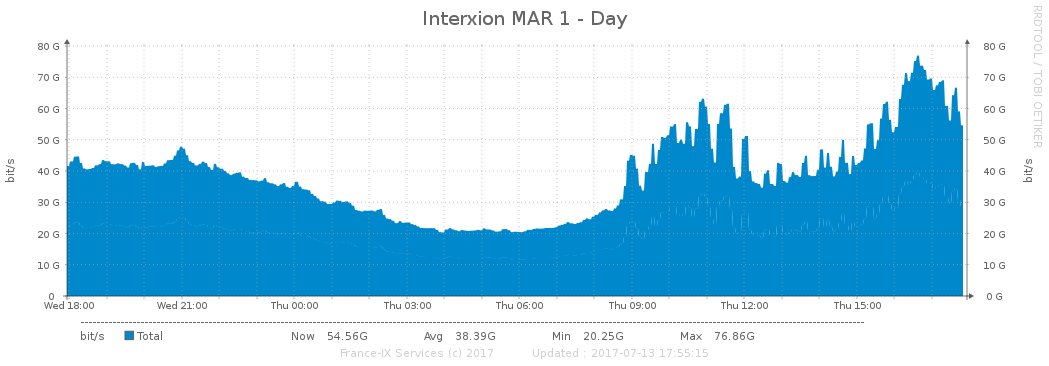 Interxion MAR 1 - Day
RRDTOOL / TOBI OETIKER
bit/s
bit/s
80 G 80 G
70 G 70 G
60 G 60 G
50 G 50 G
40 G 40 G
30 G 30 G
20 G 20 G
10 G 10 G
0 0 G
Wed 18:00 Wed 21:00 Thu 00:00 Thu 03:00 Thu 06:00 Thu 09:00 Thu 12:00 Thu 15:00
bit/s Total Now 54.56G Avg 38.39G Min 20.25G Max 76.86G
France-IX Services (c) 2017 Updated : 2017-07-13 17:55:15